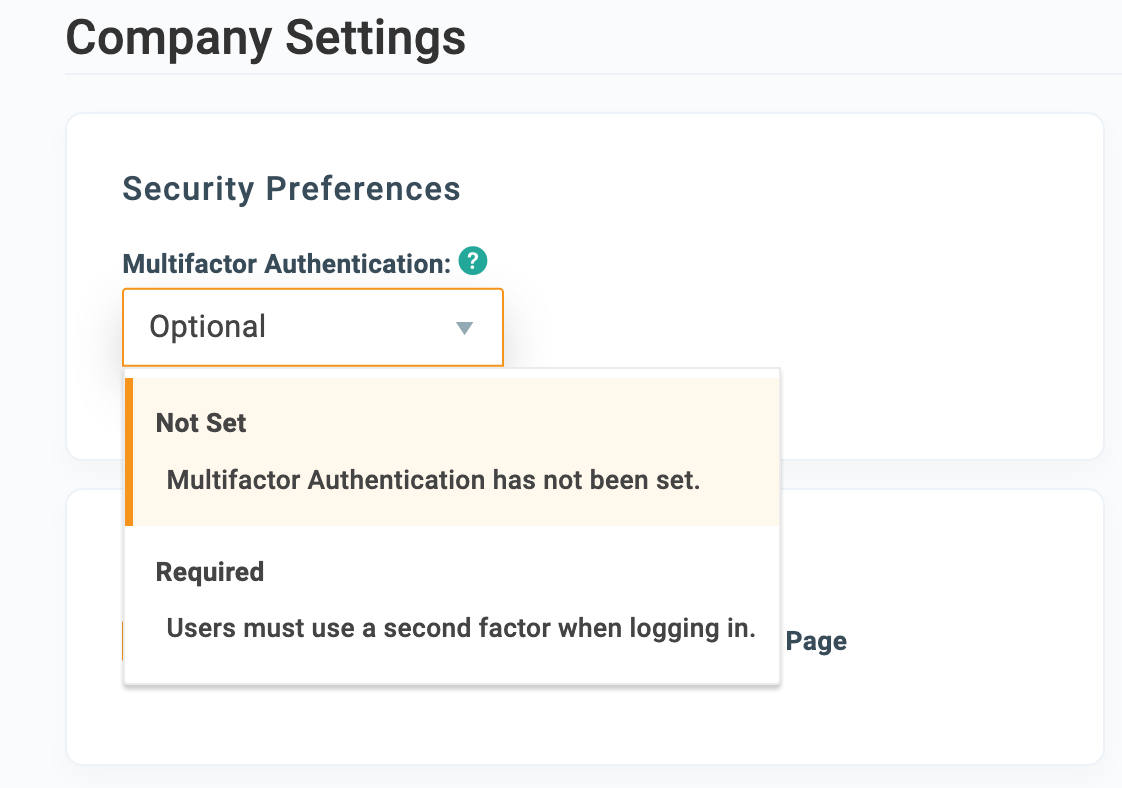 Company Settings
Security Preferences
Multifactor Authentication: ?
Optional
Not Set
Multifactor Authentication has not been set.
Required
Users must use a second factor when logging in.
Page